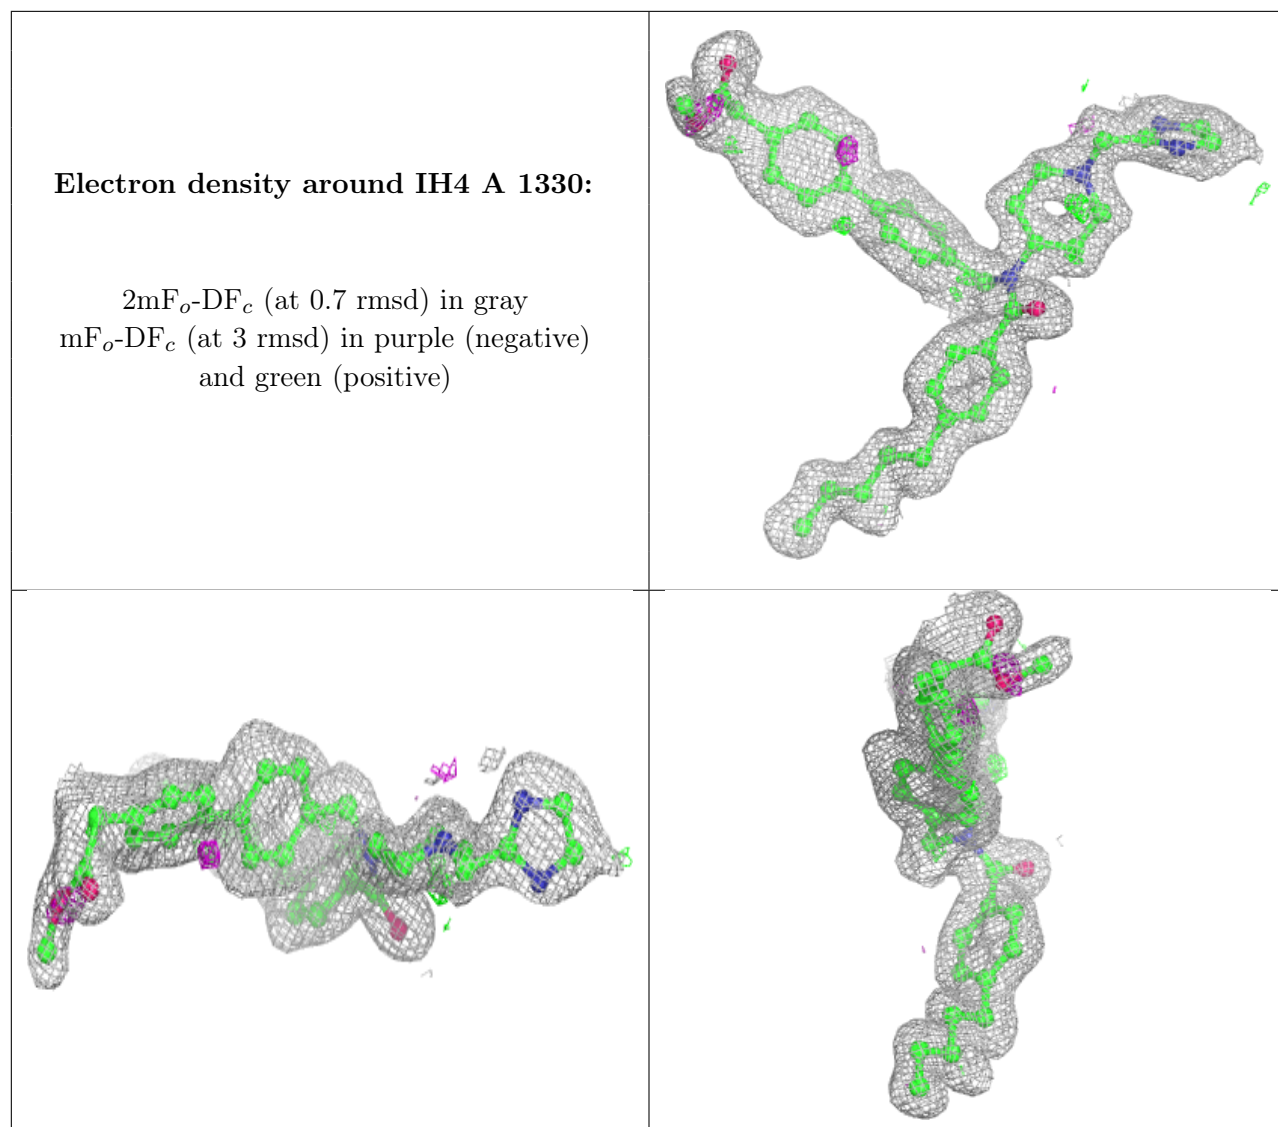 Electron density around IH4 A 1330:
2mFo-DFc (at 0.7 rmsd) in gray
mFo-DFc (at 3 rmsd) in purple (negative)
and green (positive)